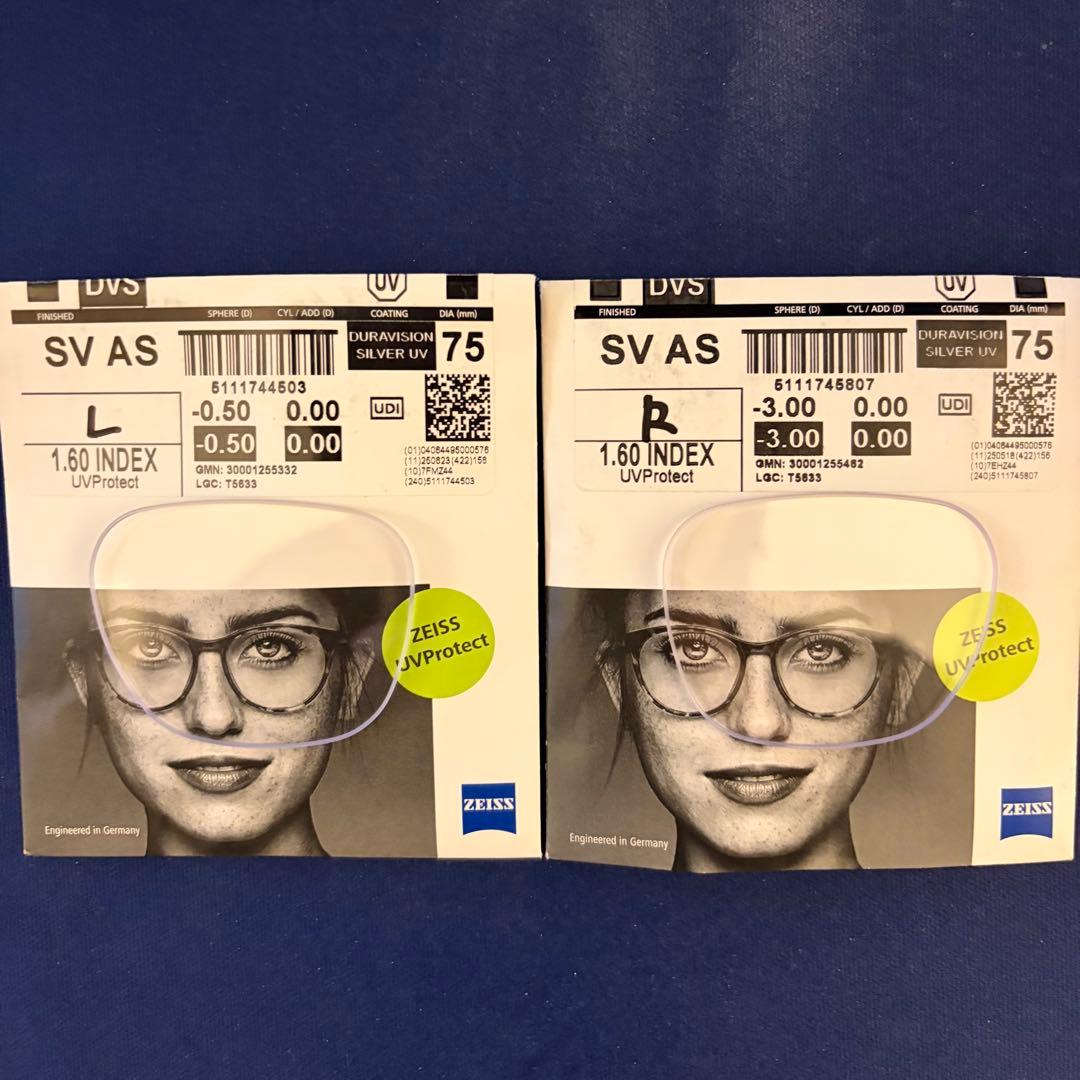 DVS
UV
FINISHED SPHERE (D) CYL / ADD (D) COATING DIA (mm)
SV AS
5111744503
DURAVISION
SILVER UV
75
L
-0.50 0.00
-0.50 0.00
UDI
1.60 INDEX
UVProtect
GMN: 30001255332
LGC: T5633
(01)04064495000576
(11)250623(422)156
(10)7FMZ44
(240)5111744503
ZEISS
UVProtect
ZEISS
Engineered in Germany
DVS
UV
FINISHED SPHERE (D) CYL / ADD (D) COATING DIA (mm)
SV AS
5111745807
DURAVISION
SILVER UV
75
R
-3.00 0.00
-3.00 0.00
UDI
1.60 INDEX
UVProtect
GMN: 30001255462
LGC: T5633
(01)04064495000576
(11)250518(422)156
(10)7EHZ44
(240)5111745807
ZEISS
UVProtect
ZEISS
Engineered in Germany